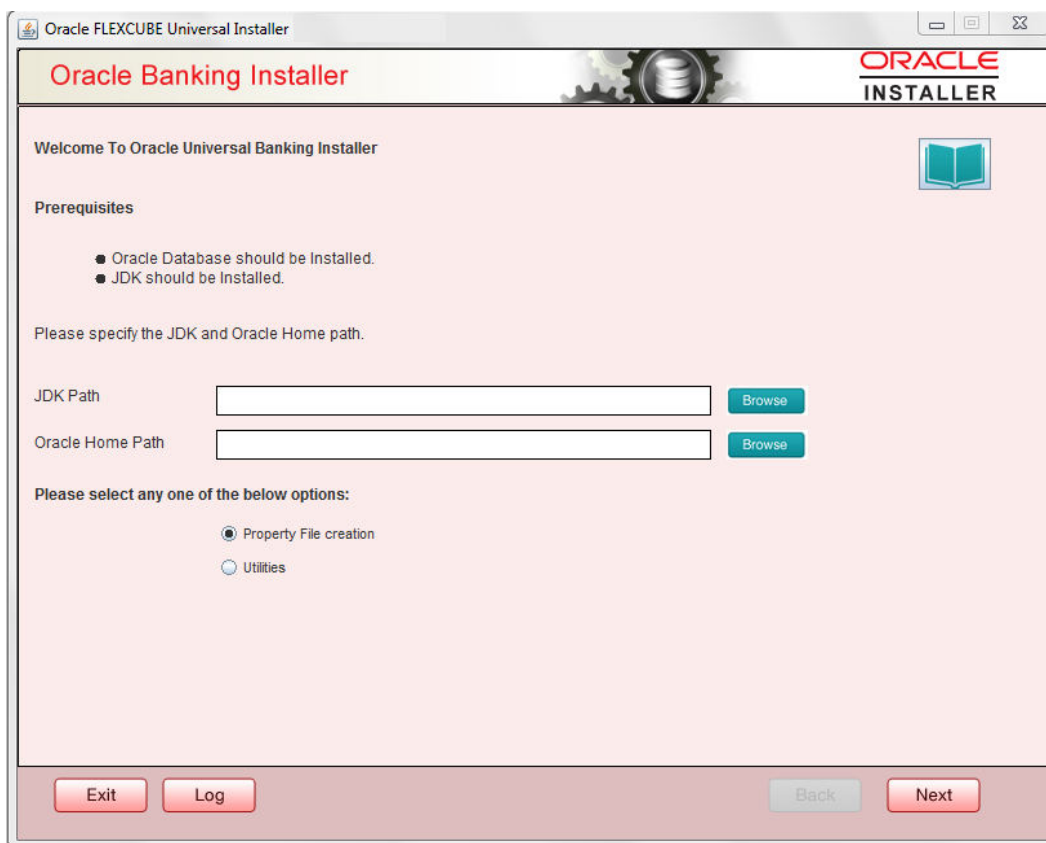 Oracle FLEXCUBE Universal Installer
Oracle Banking Installer
ORACLE
INSTALLER
Welcome To Oracle Universal Banking Installer
Prerequisites
Oracle Database should be Installed.
JDK should be Installed.
Please specify the JDK and Oracle Home path.
JDK Path
Browse
Oracle Home Path
Browse
Please select any one of the below options:
Property File creation
Utilities
Exit
Log
Back
Next